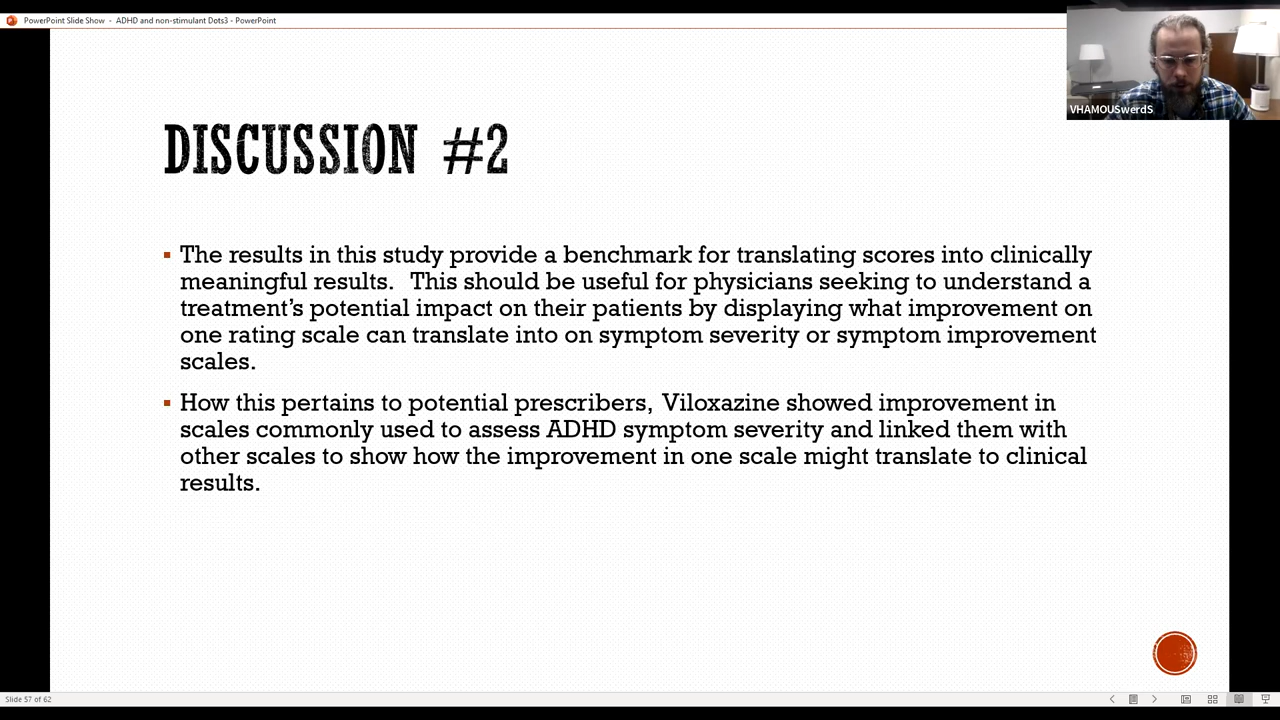 PowerPoint Slide Show - ADHD and non-stimulant Dots3 - PowerPoint
VHAMOUSwerdS
DISCUSSION #2
The results in this study provide a benchmark for translating scores into clinically
meaningful results. This should be useful for physicians seeking to understand a
treatment’s potential impact on their patients by displaying what improvement on
one rating scale can translate into on symptom severity or symptom improvement
scales.
How this pertains to potential prescribers, Viloxazine showed improvement in
scales commonly used to assess ADHD symptom severity and linked them with
other scales to show how the improvement in one scale might translate to clinical
results.
Slide 57 of 62